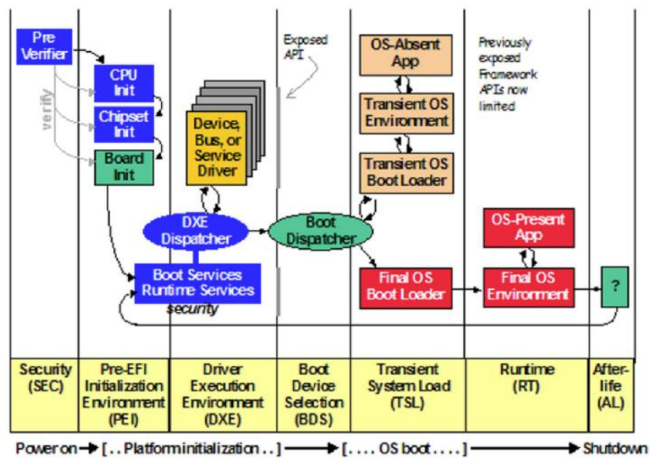 Pre
Verifier
verify
CPU
Init
Chipset
Init
Board
Init
Device,
Bus, or
Service
Driver
Exposed
API
OS-Absent
App
Transient OS
Environment
Transient OS
Boot Loader
Previously
exposed
Framework
APIs now
limited
DXE
Dispatcher
Boot
Dispatcher
OS-Present
App
Boot Services
Runtime Services
security
Final OS
Boot Loader
Final OS
Environment
?
Security
(SEC)
Pre-EFI
Initialization
Environment
(PEI)
Driver
Execution
Environment
(DXE)
Boot
Device
Selection
(BDS)
Transient
System Load
(TSL)
Runtime
(RT)
After-
life
(AL)
Power on [ . . Platform initialization . . ] [ . . . . OS boot . . . . ] Shutdown